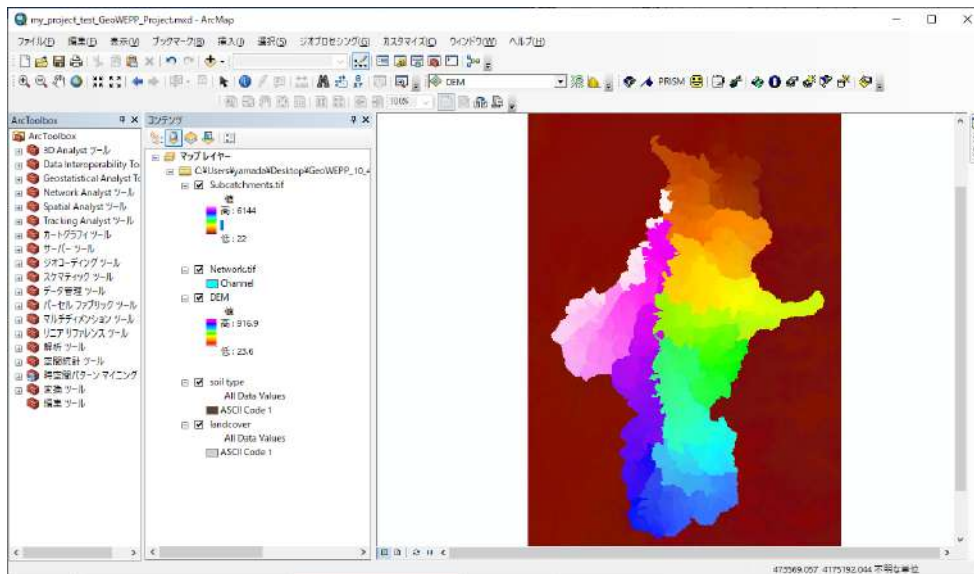 my_project_test_GeoWEPP_Project.mxd - ArcMap
ファイル(F) 編集(E) 表示(V) ブックマーク(B) 挿入(I) 選択(S) ジオプロセシング(G) カスタマイズ(C) ウィンドウ(W) ヘルプ(H)
DEM
PRISM
100%
ArcToolbox
ArcToolbox
3D Analyst ツール
Data Interoperability To
Geostatistical Analyst To
Network Analyst ツール
Spatial Analyst ツール
Tracking Analyst ツール
カートグラフィ ツール
サーバー ツール
ジオコーディング ツール
スケマティック ツール
データ管理 ツール
パーセル ファブリック ツール
マルチディメンション ツール
リニア リファレンス ツール
解析 ツール
空間統計 ツール
時空間パターン マイニング
変換 ツール
編集 ツール
コンテンツ
マップ レイヤー
C:¥Users¥yamada¥Desktop¥GeoWEPP_10_4
Subcatchments.tif
値
高 : 6144
低 : 22
Network.tif
Channel
DEM
値
高 : 916.9
低 : 23.6
soil type
All Data Values
ASCII Code 1
landcover
All Data Values
ASCII Code 1
473569.057 4175192.044 不明な単位